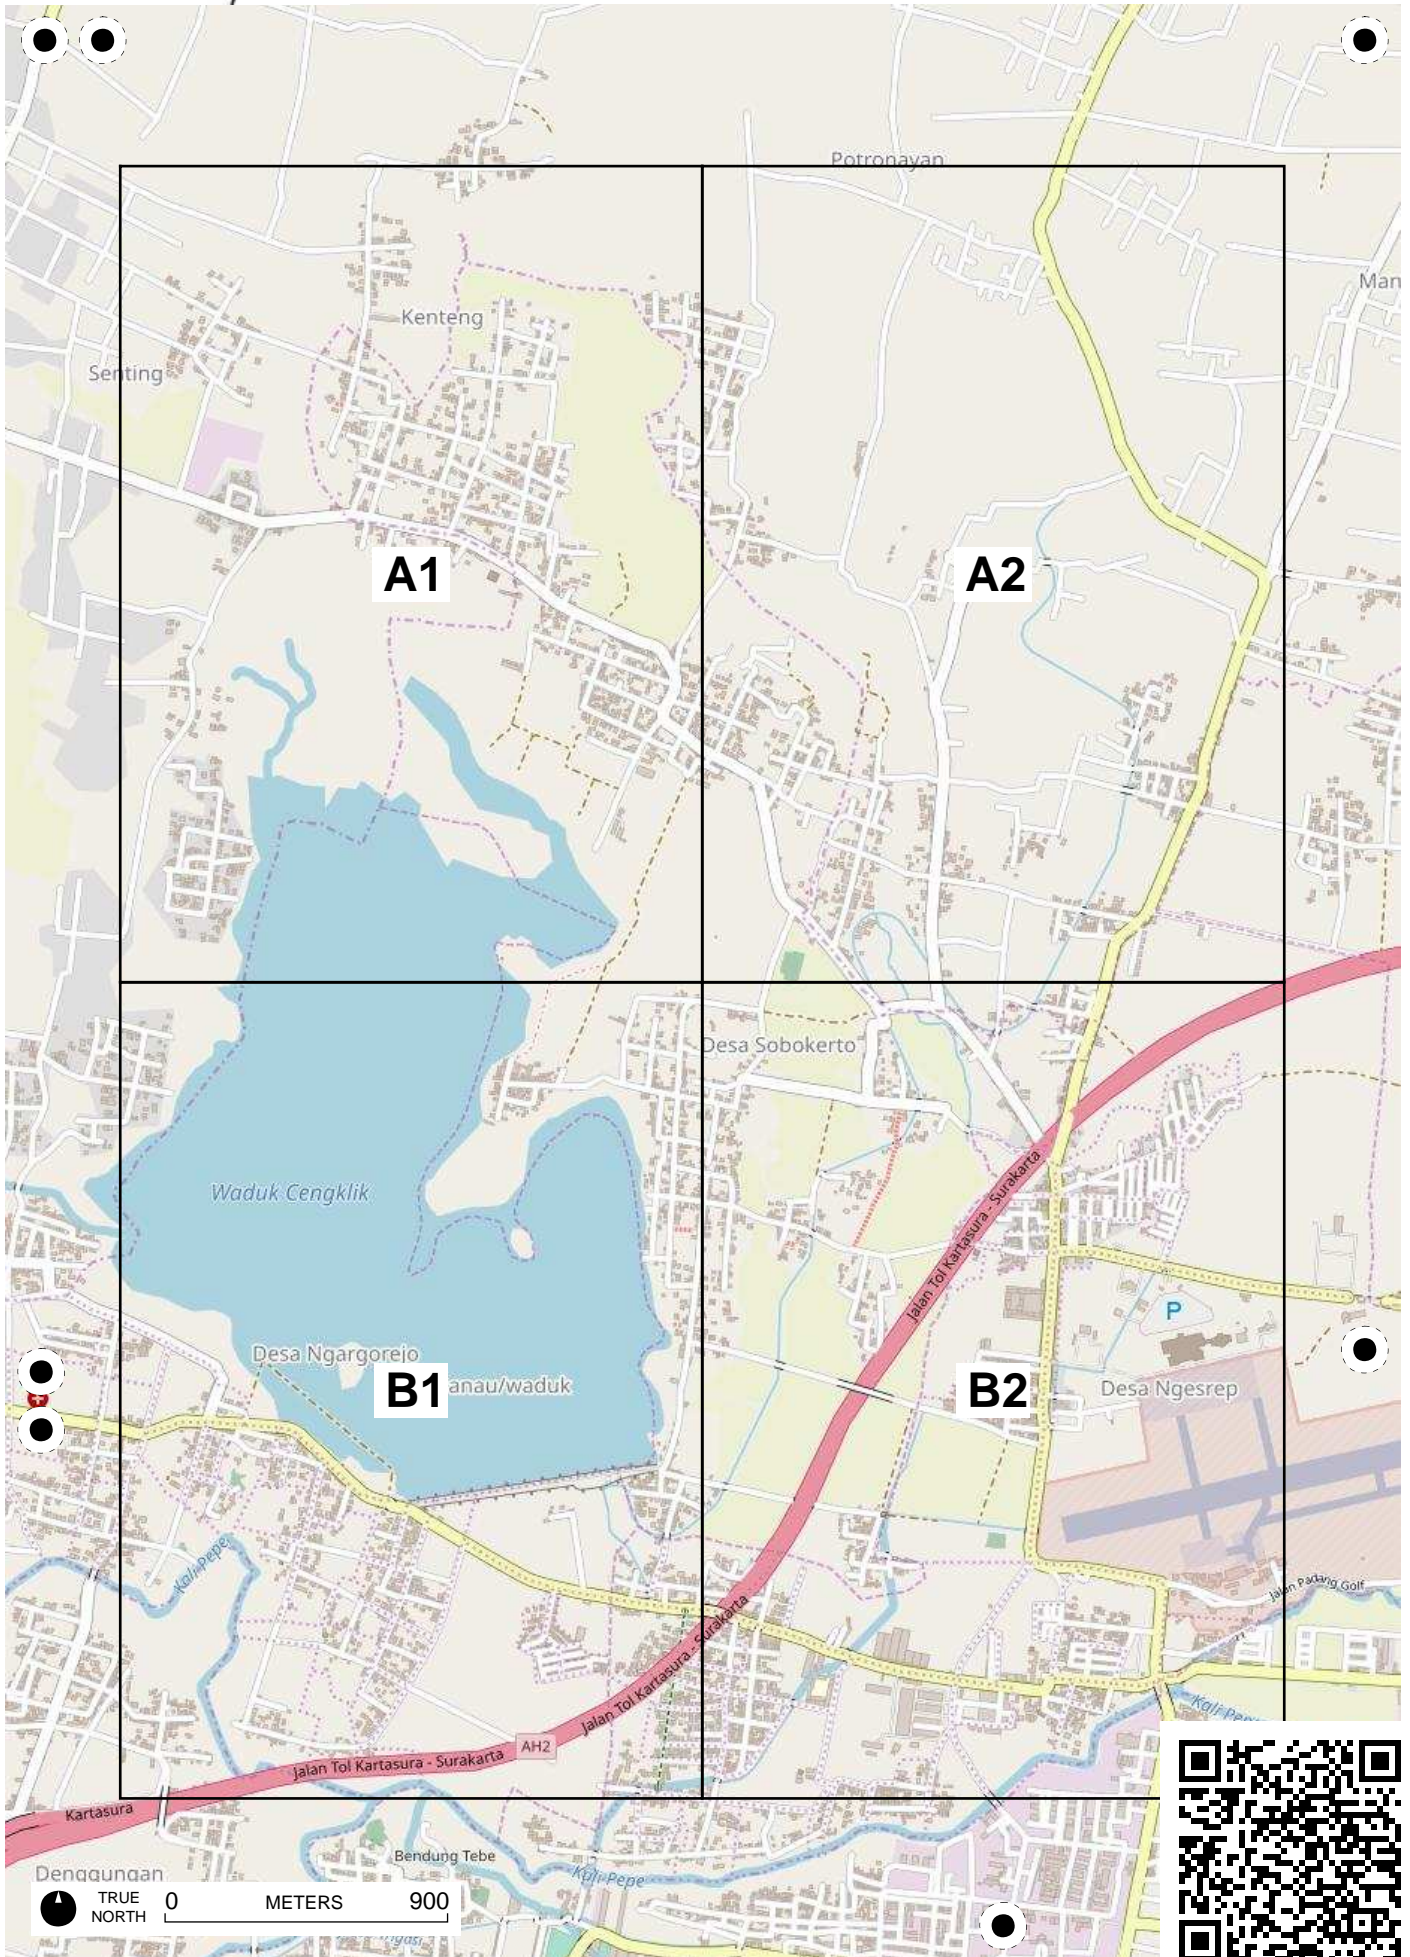 Potronayan
Kenteng
Senting
A1
A2
Desa Sobokerto
Waduk Cengklik
Jalan Tol Kartasura - Surakarta
P
Desa Ngargorejo
B1
anau/waduk
B2
Desa Ngesrep
Kali Pepe
Jalan Padang Golf
Jalan Tol Kartasura - Surakarta
AH2
Jalan Tol Kartasura - Surakarta
Kali Pepe
Kartasura
Bendung Tebe
Denggungan
Kali Pepe
TRUE NORTH
0 METERS 900